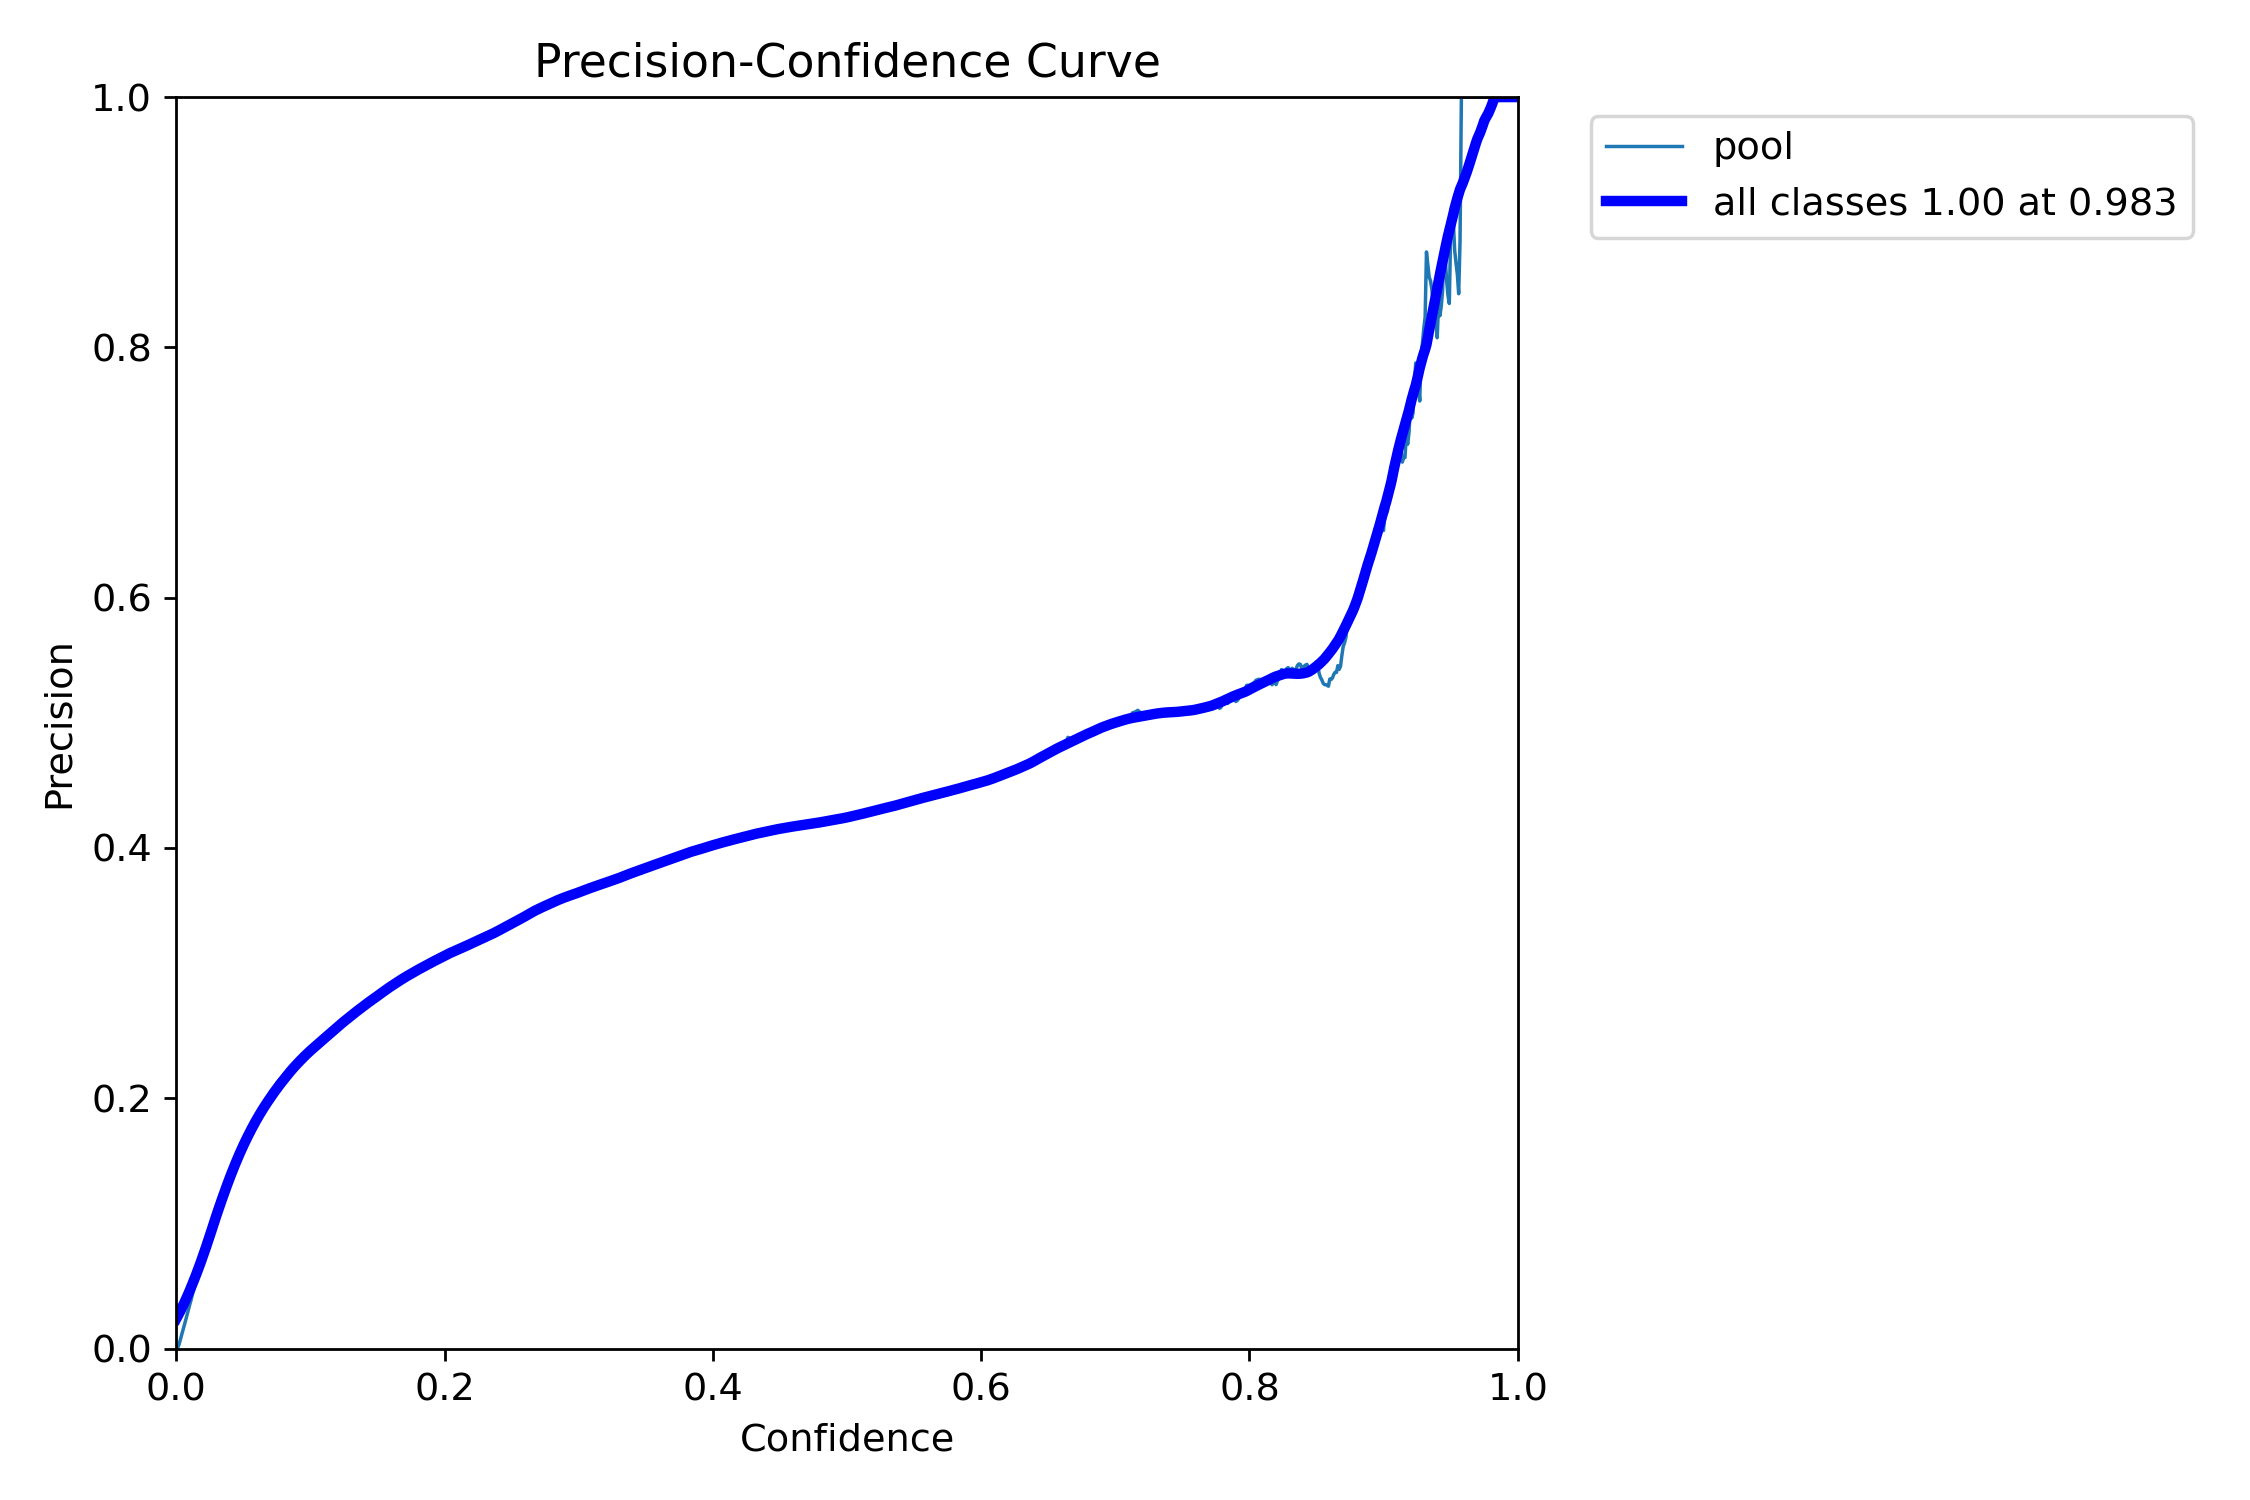 Precision-Confidence Curve
1.0
0.8
0.6
0.4
0.2
0.0
Precision
0.0 0.2 0.4 0.6 0.8 1.0
Confidence
pool
all classes 1.00 at 0.983